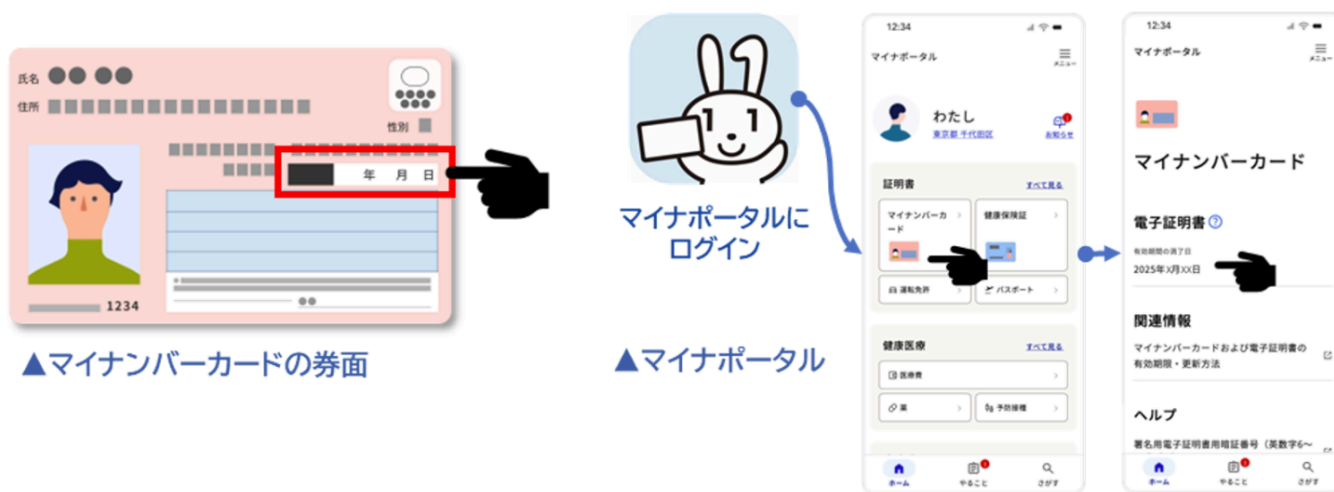 氏名
住所
性別
年 月 日
1234
▲マイナンバーカードの券面
マイナポータルに
ログイン
▲マイナポータル
12:34
マイナポータル
メニュー
わたし
東京都 千代田区
お知らせ
証明書
すべて見る
マイナンバーカ
ード
健康保険証
運転免許
パスポート
健康医療
すべて見る
医療費
薬
予防接種
ホーム
やること
さがす
12:34
マイナポータル
メニュー
マイナンバーカード
電子証明書
有効期間の満了日
2025年X月XX日
関連情報
マイナンバーカードおよび電子証明書の
有効期限・更新方法
ヘルプ
署名用電子証明書用暗証番号（英数字6～
ホーム
やること
さがす